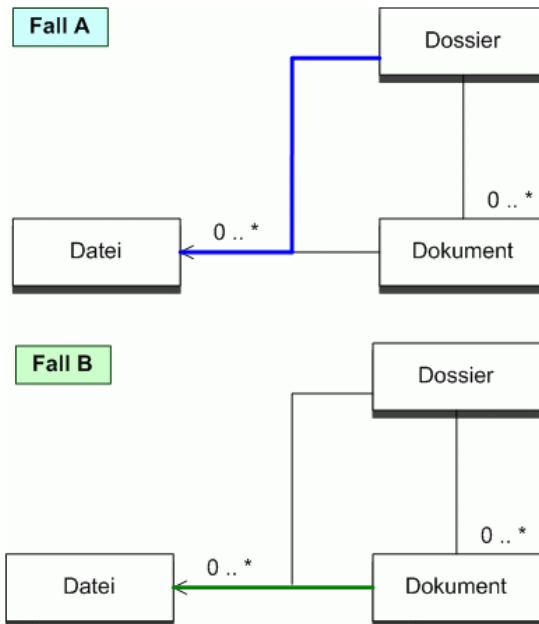 Fall A
Dossier
0 .. *
0 .. *
Datei
Dokument
Fall B
Dossier
0 .. *
0 .. *
Datei
Dokument